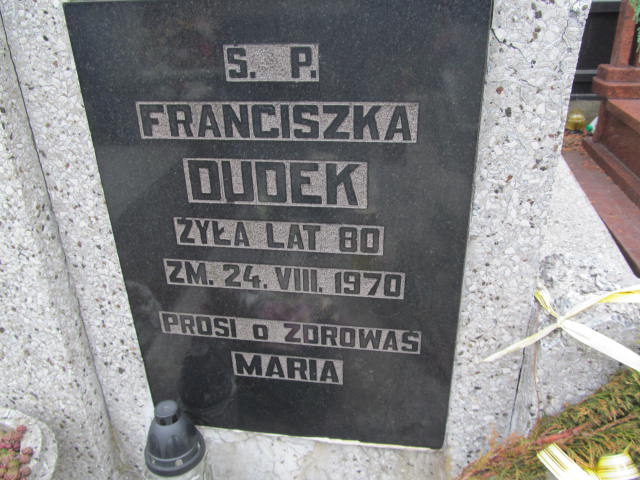 Ś. P.
FRANCISZKA
DUDEK
ŻYŁA LAT 80
ZM. 24. VIII. 1970
PROSI o ZDROWAŚ
MARIA